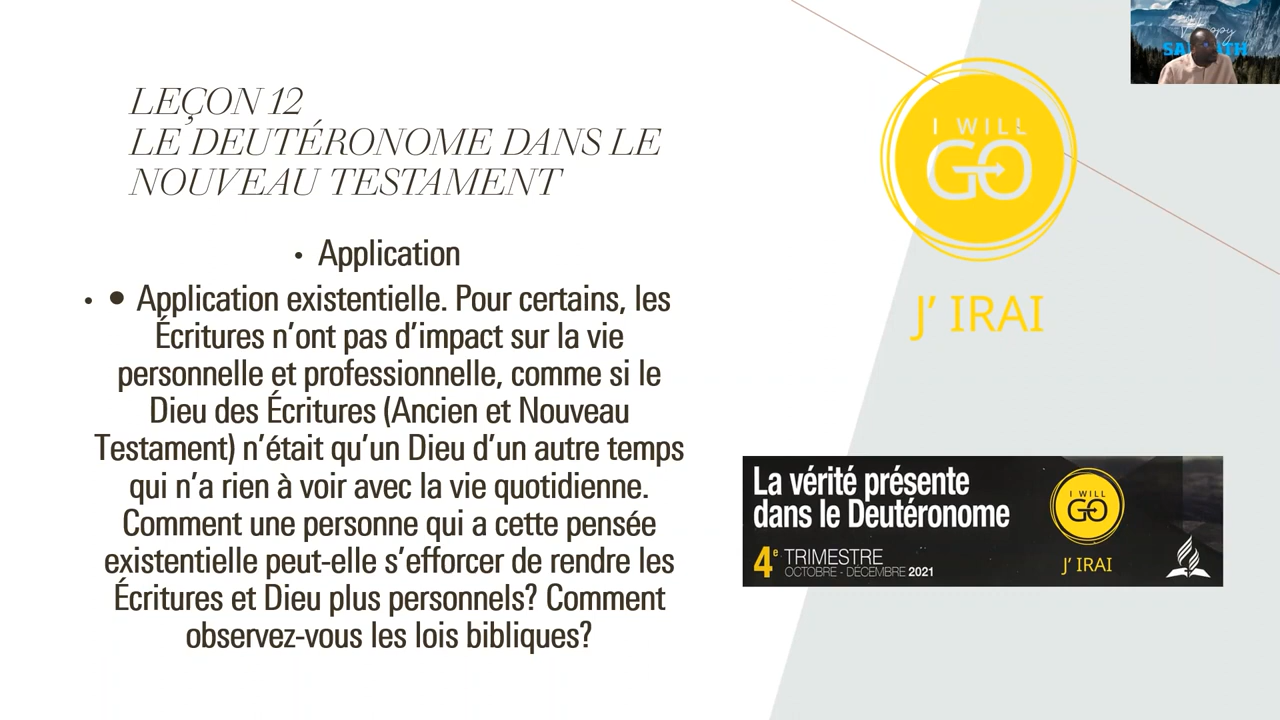 LEÇON 12
LE DEUTÉRONOME DANS LE
NOUVEAU TESTAMENT
• Application
• • Application existentielle. Pour certains, les
Écritures n’ont pas d’impact sur la vie
personnelle et professionnelle, comme si le
Dieu des Écritures (Ancien et Nouveau
Testament) n’était qu’un Dieu d’un autre temps
qui n’a rien à voir avec la vie quotidienne.
Comment une personne qui a cette pensée
existentielle peut-elle s’efforcer de rendre les
Écritures et Dieu plus personnels? Comment
observez-vous les lois bibliques?
Happy
SABBATH
I WILL
GO
J’ IRAI
La vérité présente
dans le Deutéronome
4e TRIMESTRE
OCTOBRE - DÉCEMBRE 2021
I WILL
GO
J’ IRAI